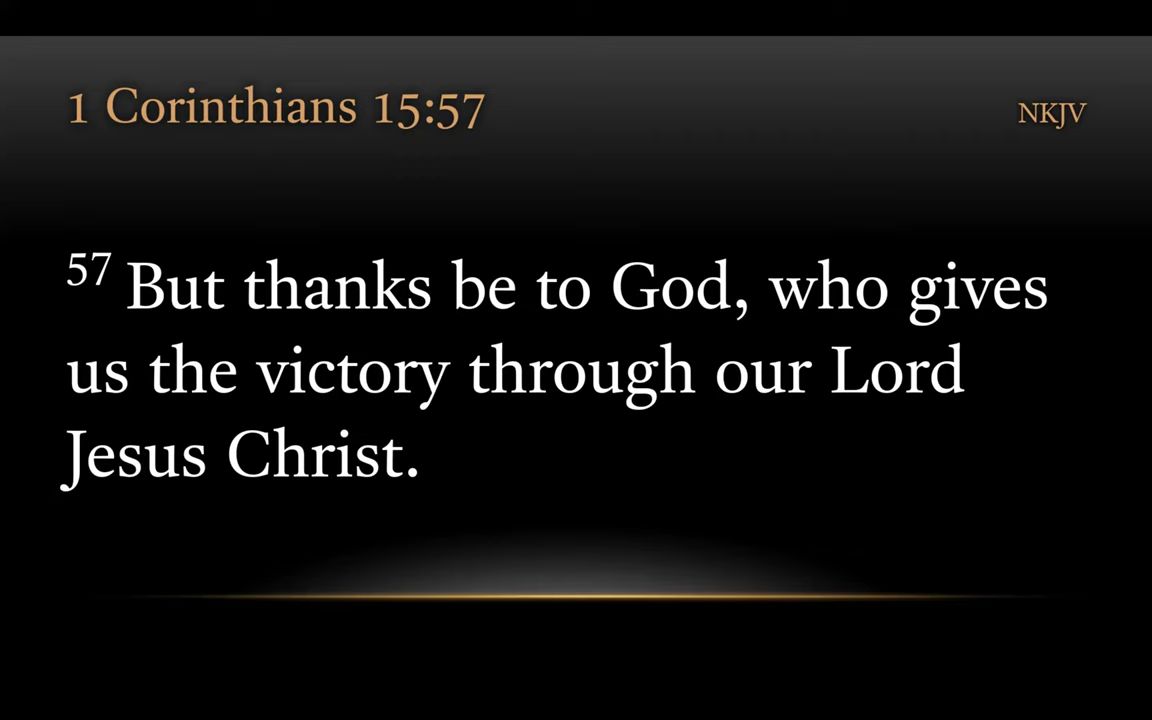 1 Corinthians 15:57 NKJV
57 But thanks be to God, who gives
us the victory through our Lord
Jesus Christ.